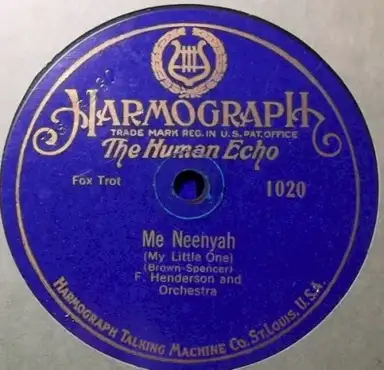 HARMOGRAPH
TRADE MARK REG. IN U.S. PAT. OFFICE
The Human Echo
Fox Trot
1020
Me Neenyah
(My Little One)
(Brown-Spencer)
F. Henderson and
Orchestra
HARMOGRAPH TALKING MACHINE CO. ST. LOUIS, U.S.A.